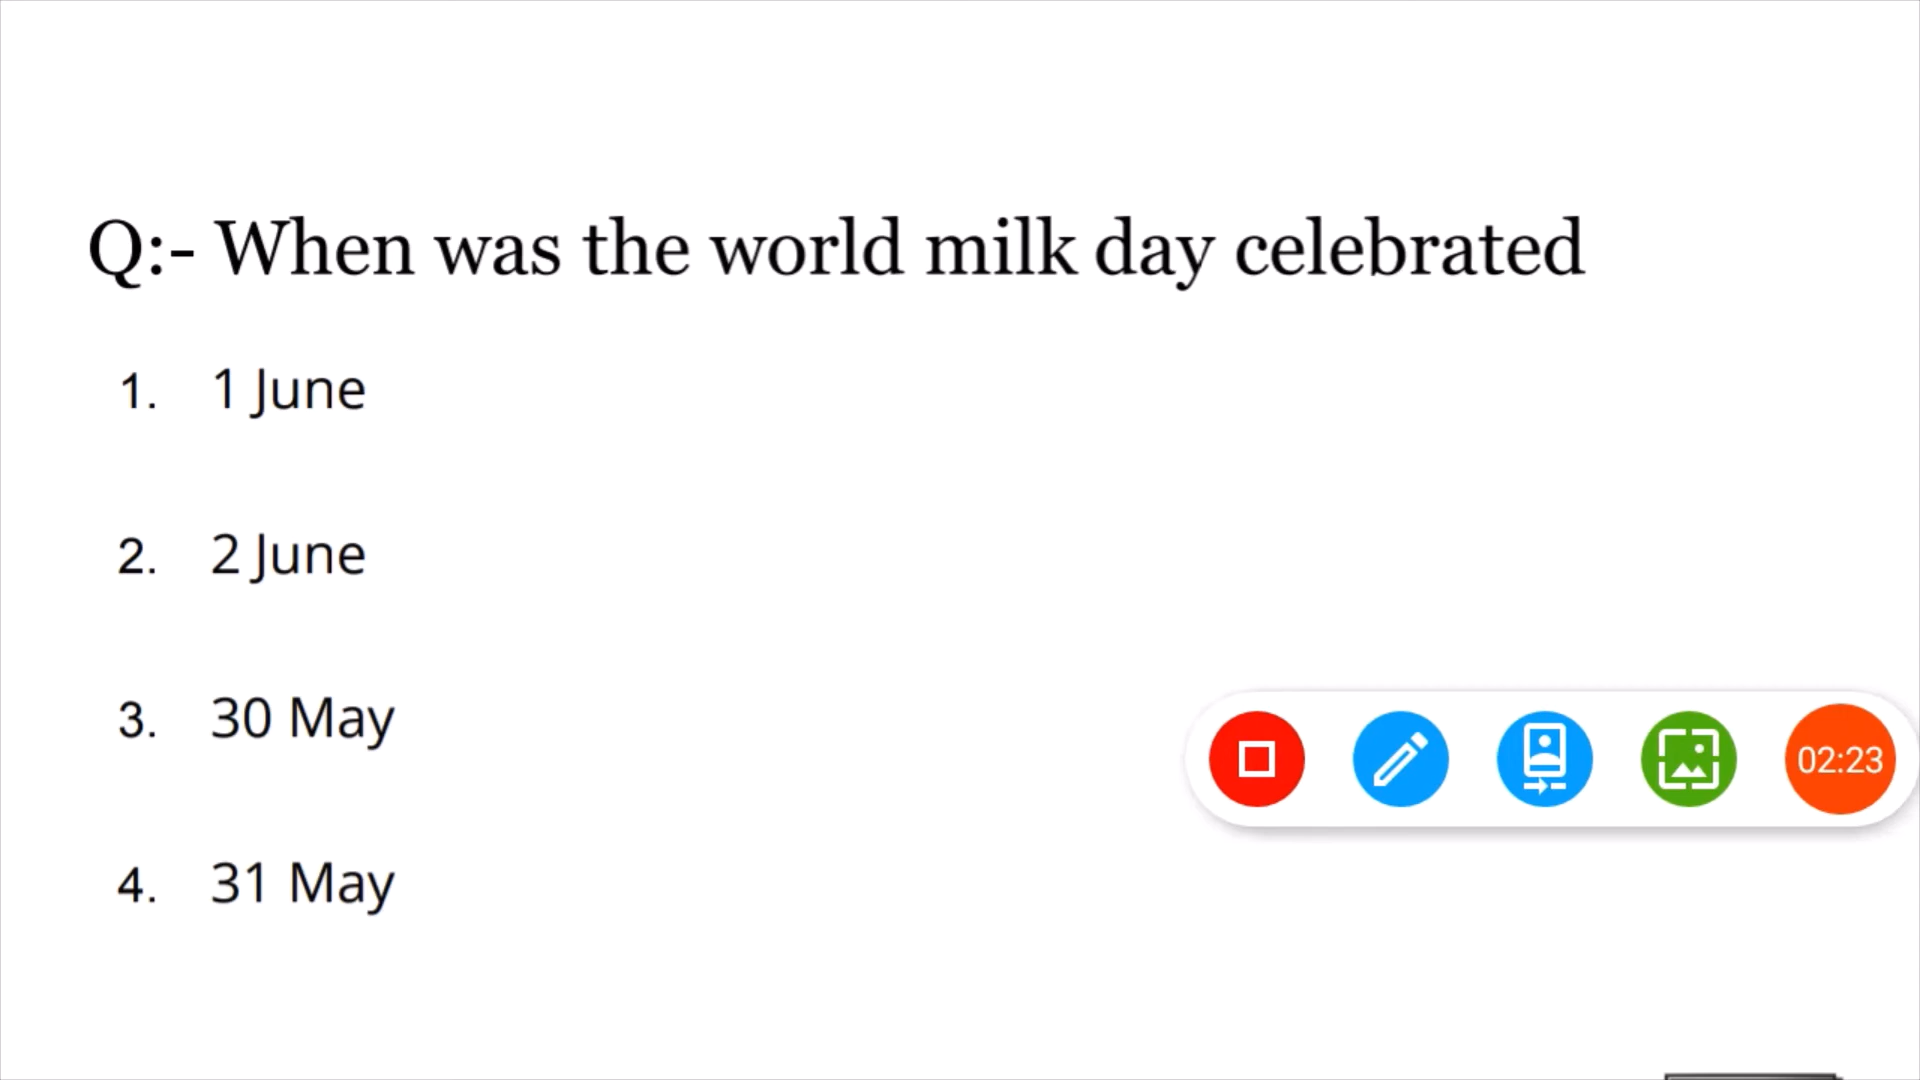 Q:- When was the world milk day celebrated
1. 1 June
2. 2 June
3. 30 May
02:23
4. 31 May